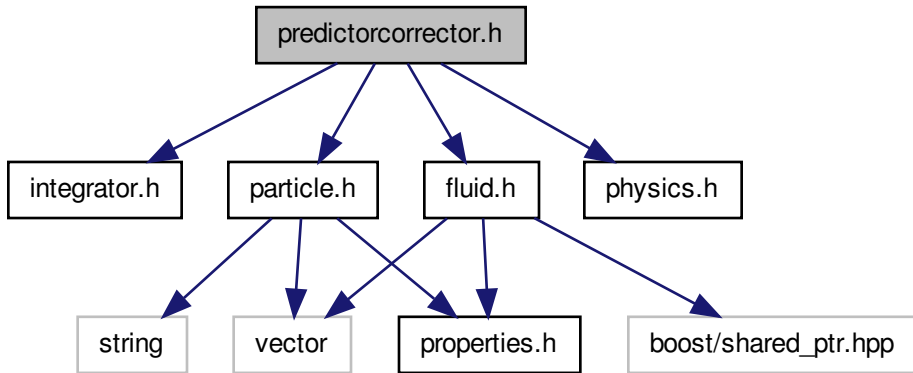 predictorcorrector.h
integrator.h
particle.h
fluid.h
physics.h
string
vector
properties.h
boost/shared_ptr.hpp